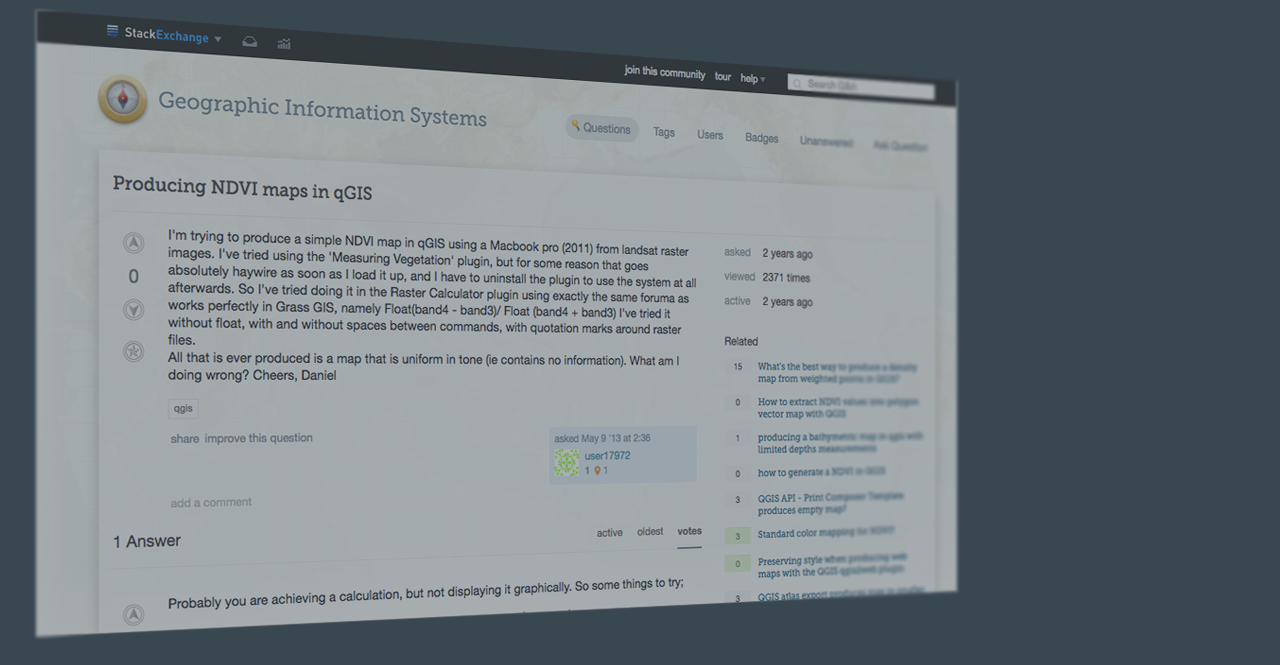 StackExchange
join this community tour help
Search Q&A
Geographic Information Systems
Questions Tags Users Badges Unanswered Ask Question
Producing NDVI maps in qGIS
I'm trying to produce a simple NDVI map in qGIS using a Macbook pro (2011) from landsat raster
images. I've tried using the 'Measuring Vegetation' plugin, but for some reason that goes
absolutely haywire as soon as I load it up, and I have to uninstall the plugin to use the system at all
afterwards. So I've tried doing it in the Raster Calculator plugin using exactly the same foruma as
works perfectly in Grass GIS, namely Float(band4 - band3)/ Float (band4 + band3) I've tried it
without float, with and without spaces between commands, with quotation marks around raster
files.
All that is ever produced is a map that is uniform in tone (ie contains no information). What am I
doing wrong? Cheers, Daniel
0
qgis
share improve this question
asked May 9 '13 at 2:36
user17972
1 1
add a comment
1 Answer
active oldest votes
Probably you are achieving a calculation, but not displaying it graphically. So some things to try;
asked 2 years ago
viewed 2371 times
active 2 years ago
Related
15 What's the best way to produce a density
map from weighted points in QGIS?
0 How to extract NDVI values into polygon
vector map with QGIS
1 producing a bathymetric map in qgis with
limited depths measurements
0 how to generate a NDVI in QGIS
3 QGIS API - Print Composer Template
produces empty map?
3 Standard color mapping for NDVI?
0 Preserving style when producing web
maps with the QGIS qgis2web plugin
3 QGIS atlas export produces map in smaller